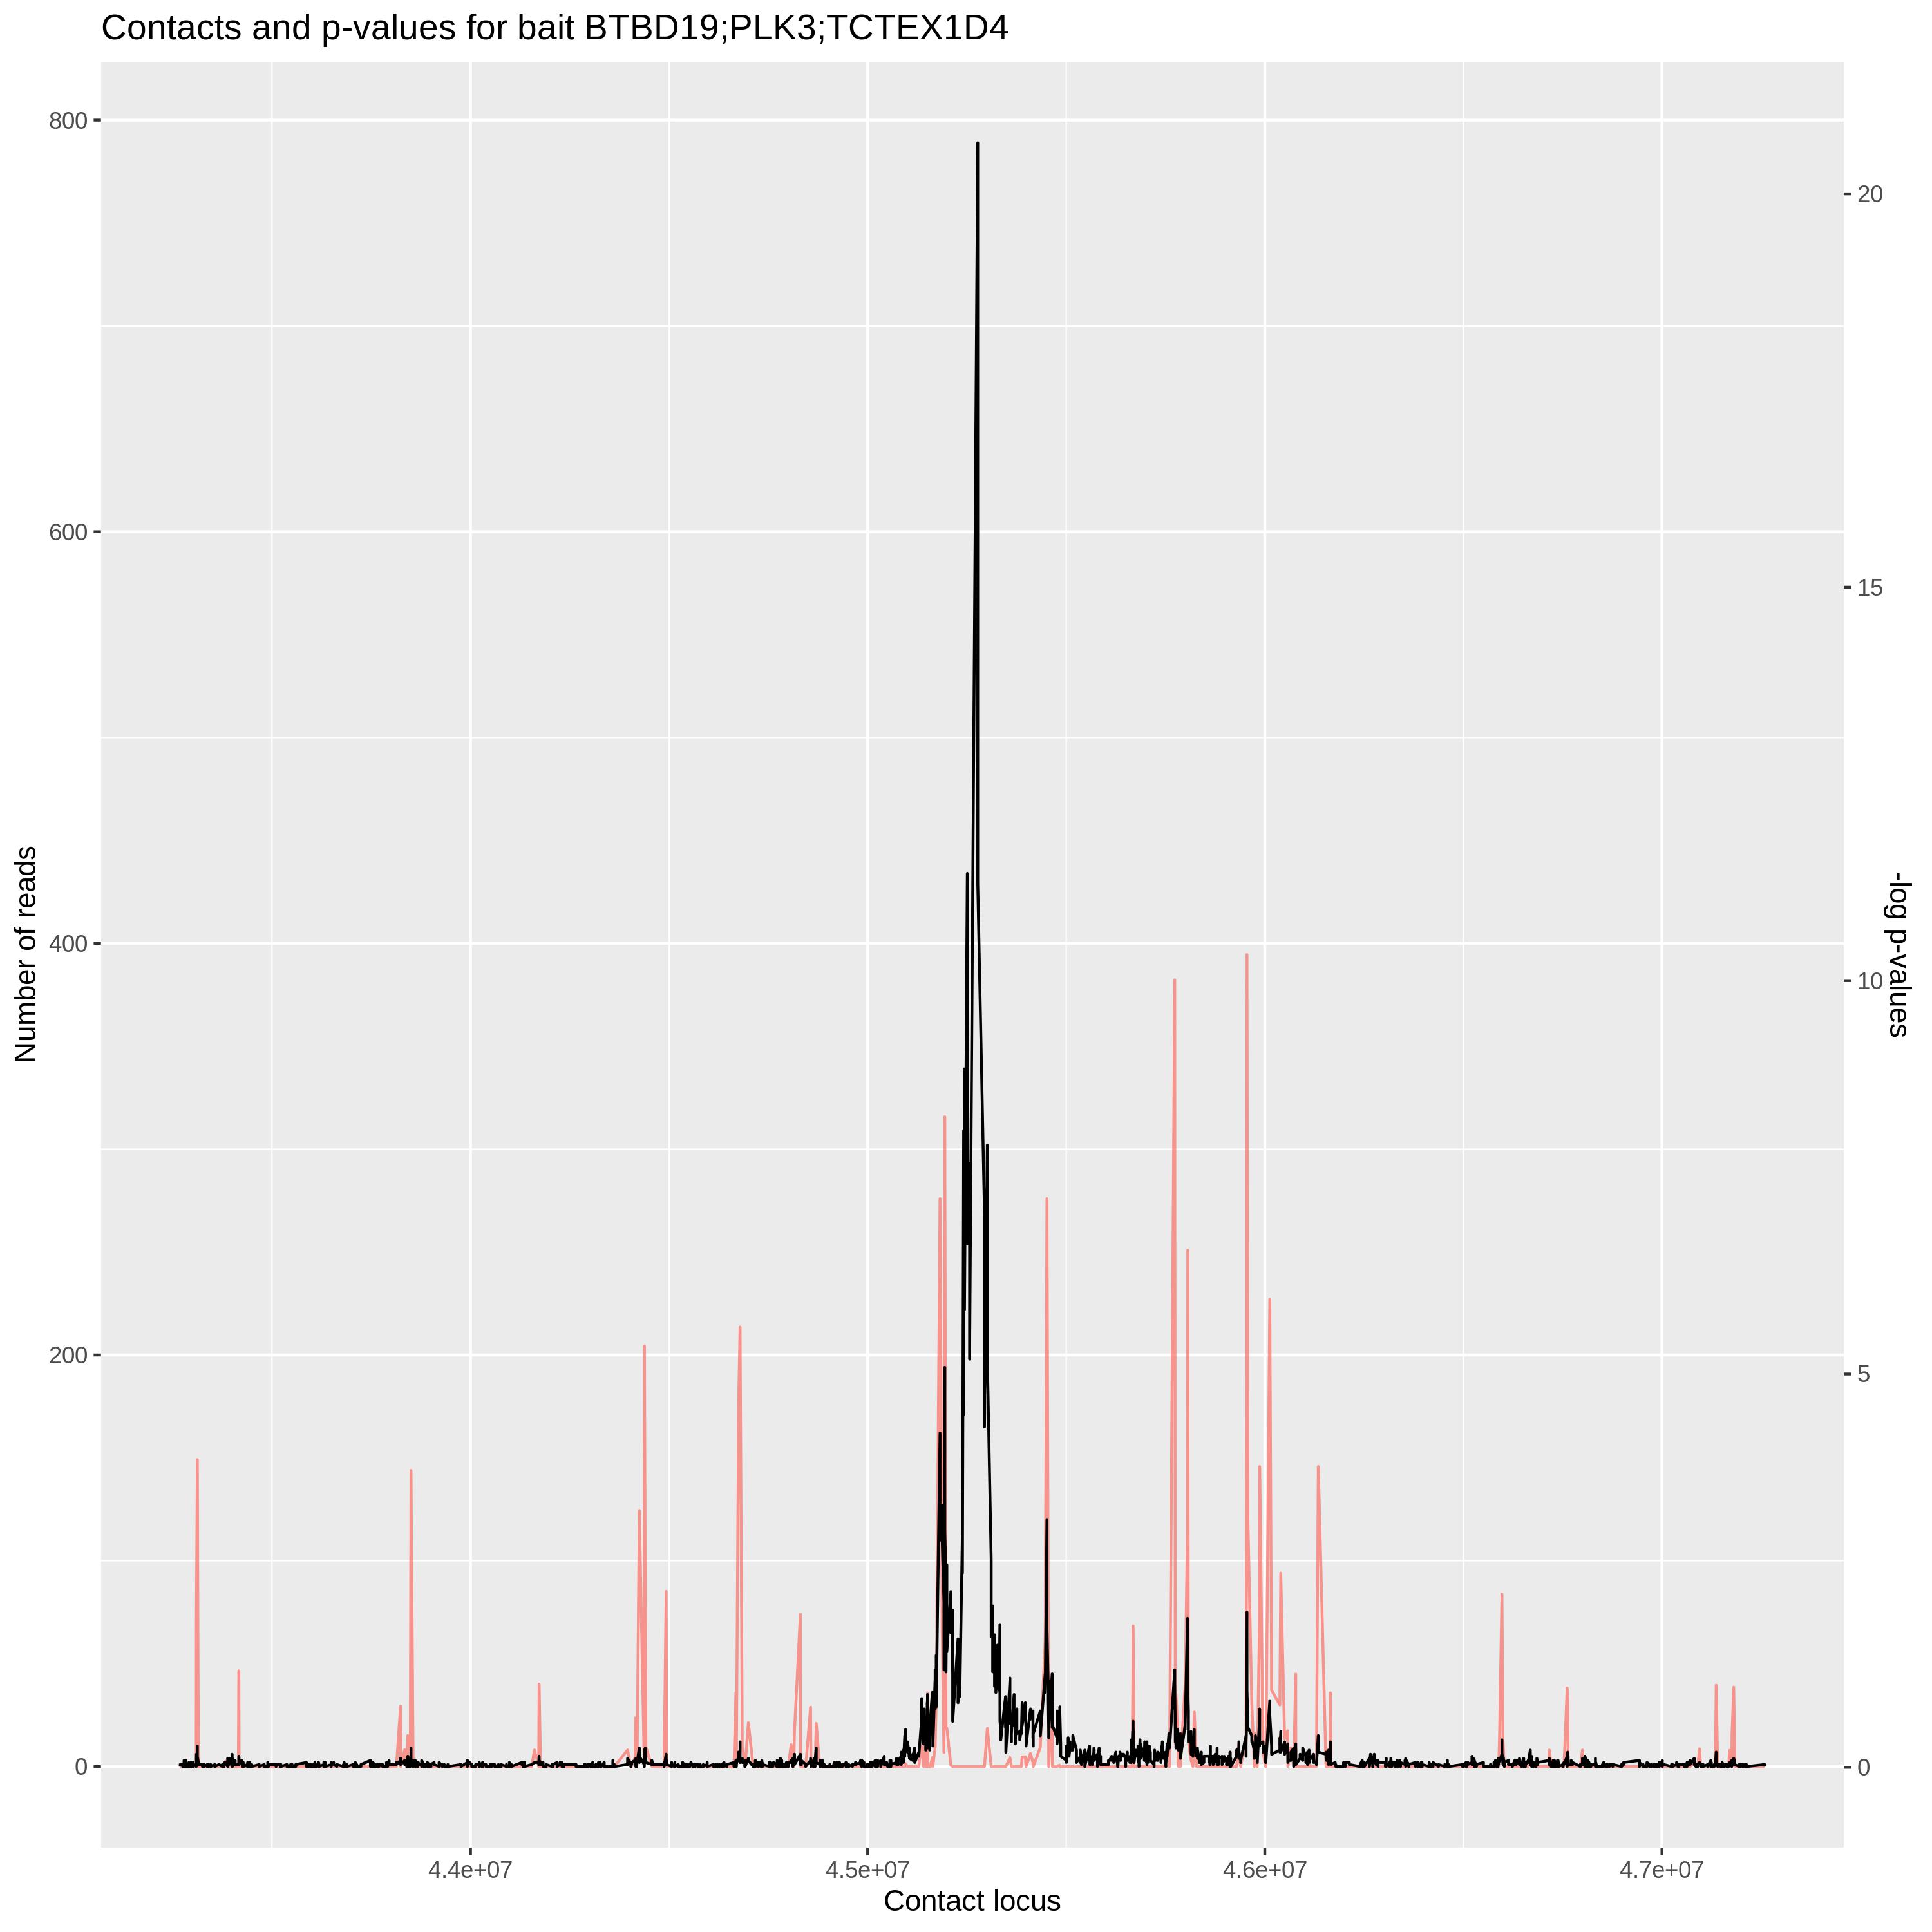 Contacts and p-values for bait BTBD19;PLK3;TCTEX1D4
800
600
400
200
0
Number of reads
20
15
10
5
0
-log p-values
4.4e+07
4.5e+07
4.6e+07
4.7e+07
Contact locus